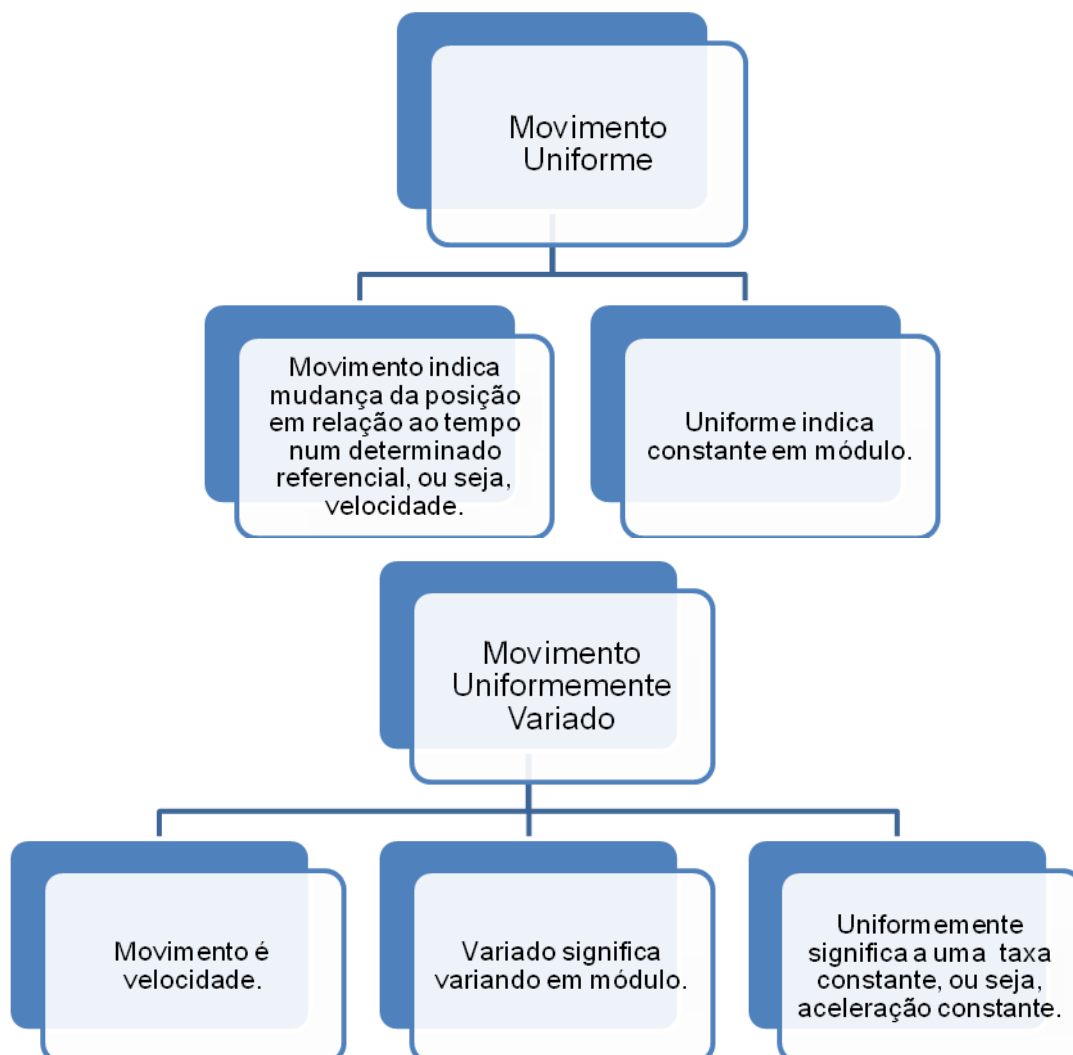 Movimento
Uniforme
Movimento indica
mudança da posição
em relação ao tempo
num determinado
referencial, ou seja,
velocidade.
Uniforme indica
constante em módulo.
Movimento
Uniformemente
Variado
Movimento é
velocidade.
Variado significa
variando em módulo.
Uniformemente
significa a uma taxa
constante, ou seja,
aceleração constante.